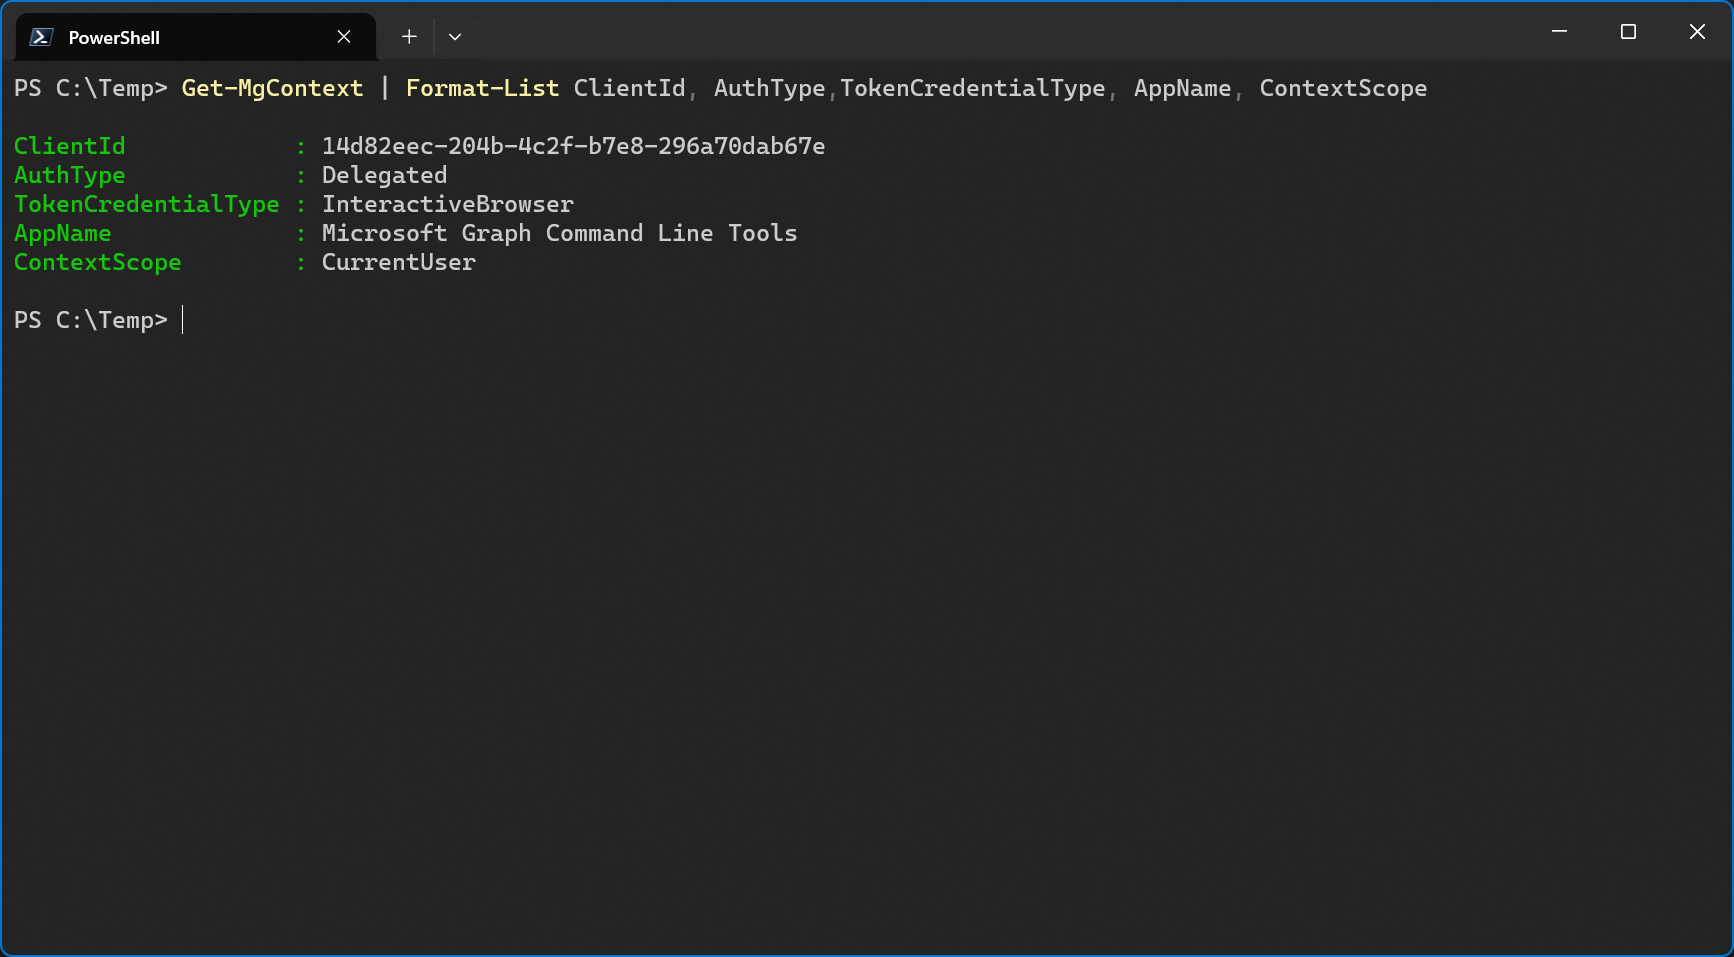 PowerShell
PS C:\Temp> Get-MgContext | Format-List ClientId, AuthType,TokenCredentialType, AppName, ContextScope
ClientId            : 14d82eec-204b-4c2f-b7e8-296a70dab67e
AuthType            : Delegated
TokenCredentialType : InteractiveBrowser
AppName             : Microsoft Graph Command Line Tools
ContextScope        : CurrentUser
PS C:\Temp>